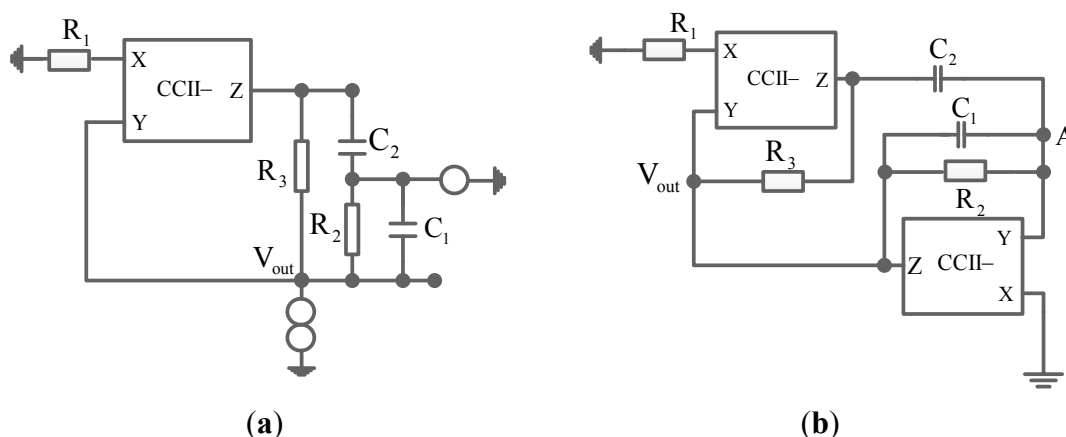 R1
X
CCII–
Z
Y
C2
R3
R2
C1
Vout
(a)
R1
X
CCII–
Z
Y
C2
C1
A
R3
Vout
R2
Y
Z
CCII–
X
(b)